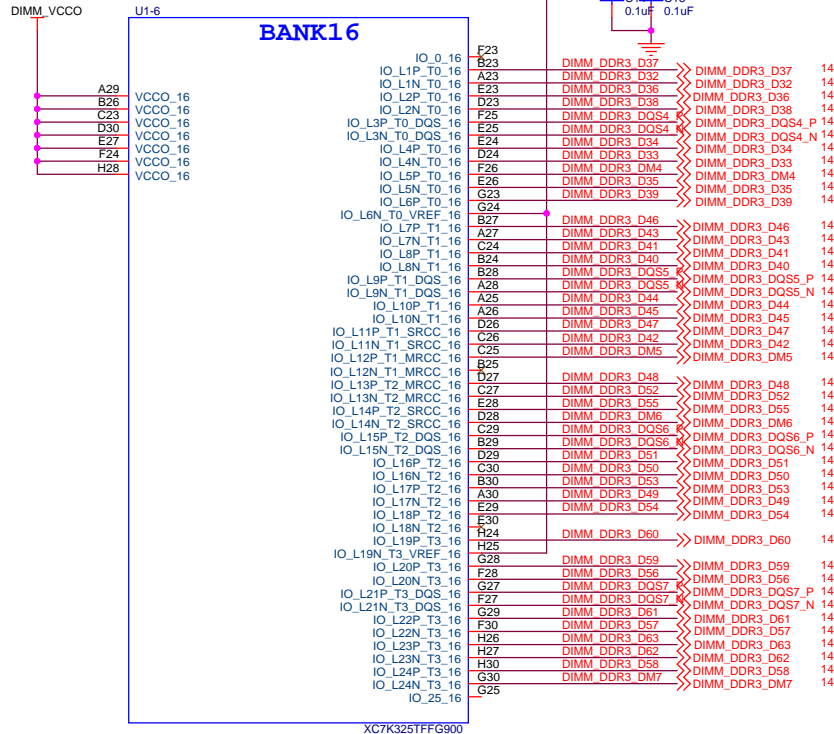 DIMM_VCCO
U1-6
BANK16
0.1uF 0.1uF
IO_0_16 F23
IO_L1P_T0_16 B23 DIMM_DDR3_D37 DIMM_DDR3_D37 14
IO_L1N_T0_16 A23 DIMM_DDR3_D32 DIMM_DDR3_D32 14
A29 VCCO_16 IO_L2P_T0_16 E23 DIMM_DDR3_D36 DIMM_DDR3_D36 14
B26 VCCO_16 IO_L2N_T0_16 D23 DIMM_DDR3_D38 DIMM_DDR3_D38 14
C23 VCCO_16 IO_L3P_T0_DQS_16 F25 DIMM_DDR3_DQS4_P DIMM_DDR3_DQS4_P 14
D30 VCCO_16 IO_L3N_T0_DQS_16 E25 DIMM_DDR3_DQS4_N DIMM_DDR3_DQS4_N 14
E27 VCCO_16 IO_L4P_T0_16 E24 DIMM_DDR3_D34 DIMM_DDR3_D34 14
F24 VCCO_16 IO_L4N_T0_16 D24 DIMM_DDR3_D33 DIMM_DDR3_D33 14
H28 VCCO_16 IO_L5P_T0_16 F26 DIMM_DDR3_DM4 DIMM_DDR3_DM4 14
IO_L5N_T0_16 E26 DIMM_DDR3_D35 DIMM_DDR3_D35 14
IO_L6P_T0_16 G23 DIMM_DDR3_D39 DIMM_DDR3_D39 14
IO_L6N_T0_VREF_16 G24
IO_L7P_T1_16 B27 DIMM_DDR3_D46 DIMM_DDR3_D46 14
IO_L7N_T1_16 A27 DIMM_DDR3_D43 DIMM_DDR3_D43 14
IO_L8P_T1_16 C24 DIMM_DDR3_D41 DIMM_DDR3_D41 14
IO_L8N_T1_16 B24 DIMM_DDR3_D40 DIMM_DDR3_D40 14
IO_L9P_T1_DQS_16 B28 DIMM_DDR3_DQS5_P DIMM_DDR3_DQS5_P 14
IO_L9N_T1_DQS_16 A28 DIMM_DDR3_DQS5_N DIMM_DDR3_DQS5_N 14
IO_L10P_T1_16 A25 DIMM_DDR3_D44 DIMM_DDR3_D44 14
IO_L10N_T1_16 A26 DIMM_DDR3_D45 DIMM_DDR3_D45 14
IO_L11P_T1_SRCC_16 D26 DIMM_DDR3_D47 DIMM_DDR3_D47 14
IO_L11N_T1_SRCC_16 C26 DIMM_DDR3_D42 DIMM_DDR3_D42 14
IO_L12P_T1_MRCC_16 C25 DIMM_DDR3_DM5 DIMM_DDR3_DM5 14
IO_L12N_T1_MRCC_16 B25
IO_L13P_T2_MRCC_16 D27 DIMM_DDR3_D48 DIMM_DDR3_D48 14
IO_L13N_T2_MRCC_16 C27 DIMM_DDR3_D52 DIMM_DDR3_D52 14
IO_L14P_T2_SRCC_16 E28 DIMM_DDR3_D55 DIMM_DDR3_D55 14
IO_L14N_T2_SRCC_16 D28 DIMM_DDR3_DM6 DIMM_DDR3_DM6 14
IO_L15P_T2_DQS_16 C29 DIMM_DDR3_DQS6_P DIMM_DDR3_DQS6_P 14
IO_L15N_T2_DQS_16 B29 DIMM_DDR3_DQS6_N DIMM_DDR3_DQS6_N 14
IO_L16P_T2_16 D29 DIMM_DDR3_D51 DIMM_DDR3_D51 14
IO_L16N_T2_16 C30 DIMM_DDR3_D50 DIMM_DDR3_D50 14
IO_L17P_T2_16 B30 DIMM_DDR3_D53 DIMM_DDR3_D53 14
IO_L17N_T2_16 A30 DIMM_DDR3_D49 DIMM_DDR3_D49 14
IO_L18P_T2_16 E29 DIMM_DDR3_D54 DIMM_DDR3_D54 14
IO_L18N_T2_16 E30
IO_L19P_T3_16 H24 DIMM_DDR3_D60 DIMM_DDR3_D60 14
IO_L19N_T3_VREF_16 H25
IO_L20P_T3_16 G28 DIMM_DDR3_D59 DIMM_DDR3_D59 14
IO_L20N_T3_16 F28 DIMM_DDR3_D56 DIMM_DDR3_D56 14
IO_L21P_T3_DQS_16 G27 DIMM_DDR3_DQS7_P DIMM_DDR3_DQS7_P 14
IO_L21N_T3_DQS_16 F27 DIMM_DDR3_DQS7_N DIMM_DDR3_DQS7_N 14
IO_L22P_T3_16 G29 DIMM_DDR3_D61 DIMM_DDR3_D61 14
IO_L22N_T3_16 F30 DIMM_DDR3_D57 DIMM_DDR3_D57 14
IO_L23P_T3_16 H26 DIMM_DDR3_D63 DIMM_DDR3_D63 14
IO_L23N_T3_16 H27 DIMM_DDR3_D62 DIMM_DDR3_D62 14
IO_L24P_T3_16 H30 DIMM_DDR3_D58 DIMM_DDR3_D58 14
IO_L24N_T3_16 G30 DIMM_DDR3_DM7 DIMM_DDR3_DM7 14
IO_25_16 G25
XC7K325TFFG900